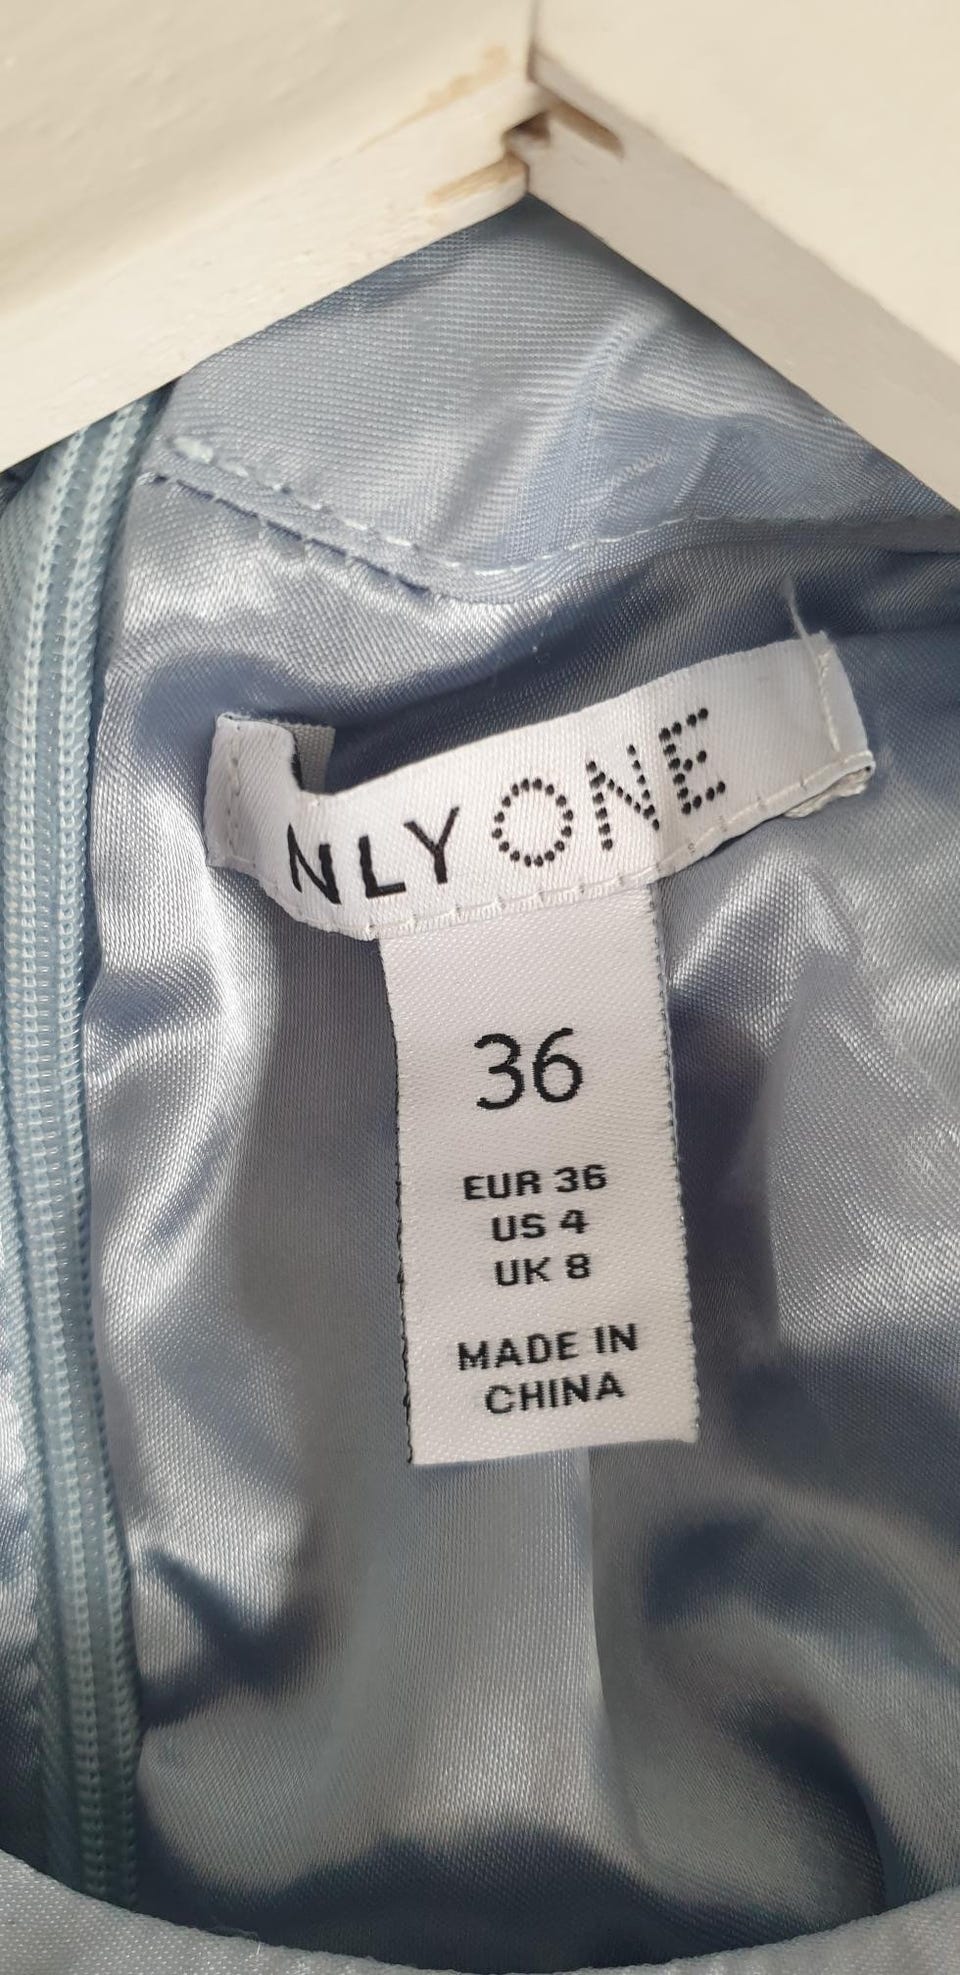 NLY ONE
36
EUR 36
US 4
UK 8
MADE IN
CHINA